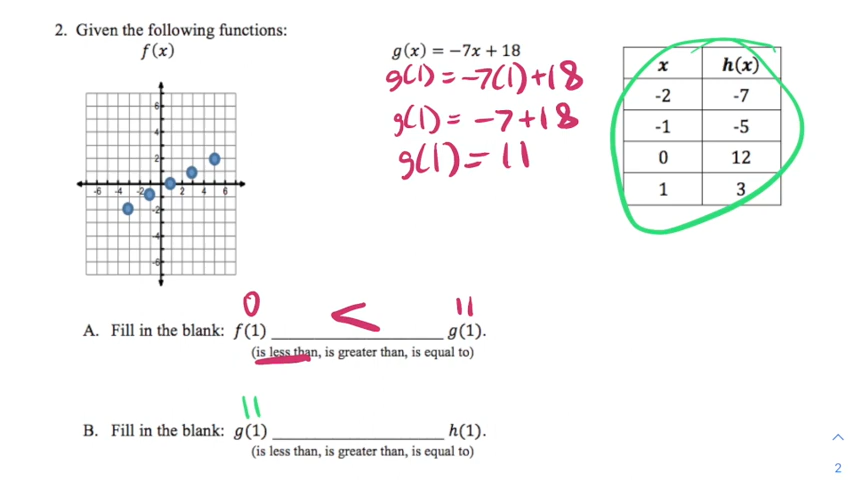 2. Given the following functions:
f(x)
g(x) = −7x + 18
g(1) = -7(1) + 18
g(1) = -7 + 18
g(1) = 11
x h(x)
-2 -7
-1 -5
0 12
1 3
6
4
2
-6 -4 -2 2 4 6
-2
-4
-6
0 < 11
A. Fill in the blank: f(1) ____________________ g(1).
(is less than, is greater than, is equal to)
11
B. Fill in the blank: g(1) ____________________ h(1).
(is less than, is greater than, is equal to)
2